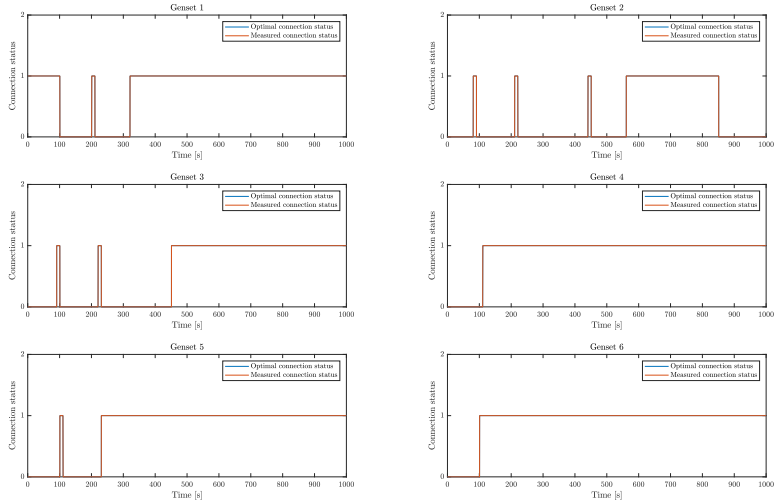 Genset 1
Optimal connection status
Measured connection status
Connection status
2
1
0
0 100 200 300 400 500 600 700 800 900 1000
Time [s]
Genset 2
Optimal connection status
Measured connection status
Connection status
2
1
0
0 100 200 300 400 500 600 700 800 900 1000
Time [s]
Genset 3
Optimal connection status
Measured connection status
Connection status
2
1
0
0 100 200 300 400 500 600 700 800 900 1000
Time [s]
Genset 4
Optimal connection status
Measured connection status
Connection status
2
1
0
0 100 200 300 400 500 600 700 800 900 1000
Time [s]
Genset 5
Optimal connection status
Measured connection status
Connection status
2
1
0
0 100 200 300 400 500 600 700 800 900 1000
Time [s]
Genset 6
Optimal connection status
Measured connection status
Connection status
2
1
0
0 100 200 300 400 500 600 700 800 900 1000
Time [s]